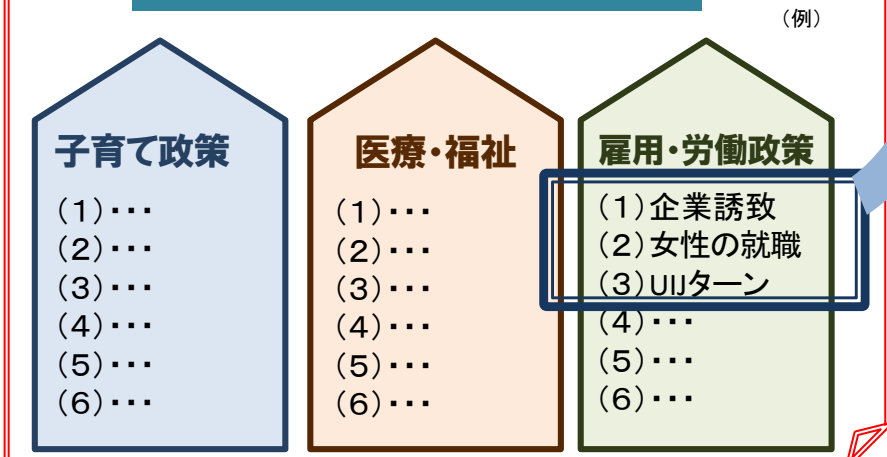 (例)
子育て政策
(1)・・・
(2)・・・
(3)・・・
(4)・・・
(5)・・・
(6)・・・
医療・福祉
(1)・・・
(2)・・・
(3)・・・
(4)・・・
(5)・・・
(6)・・・
雇用・労働政策
(1)企業誘致
(2)女性の就職
(3)UIJターン
(4)・・・
(5)・・・
(6)・・・